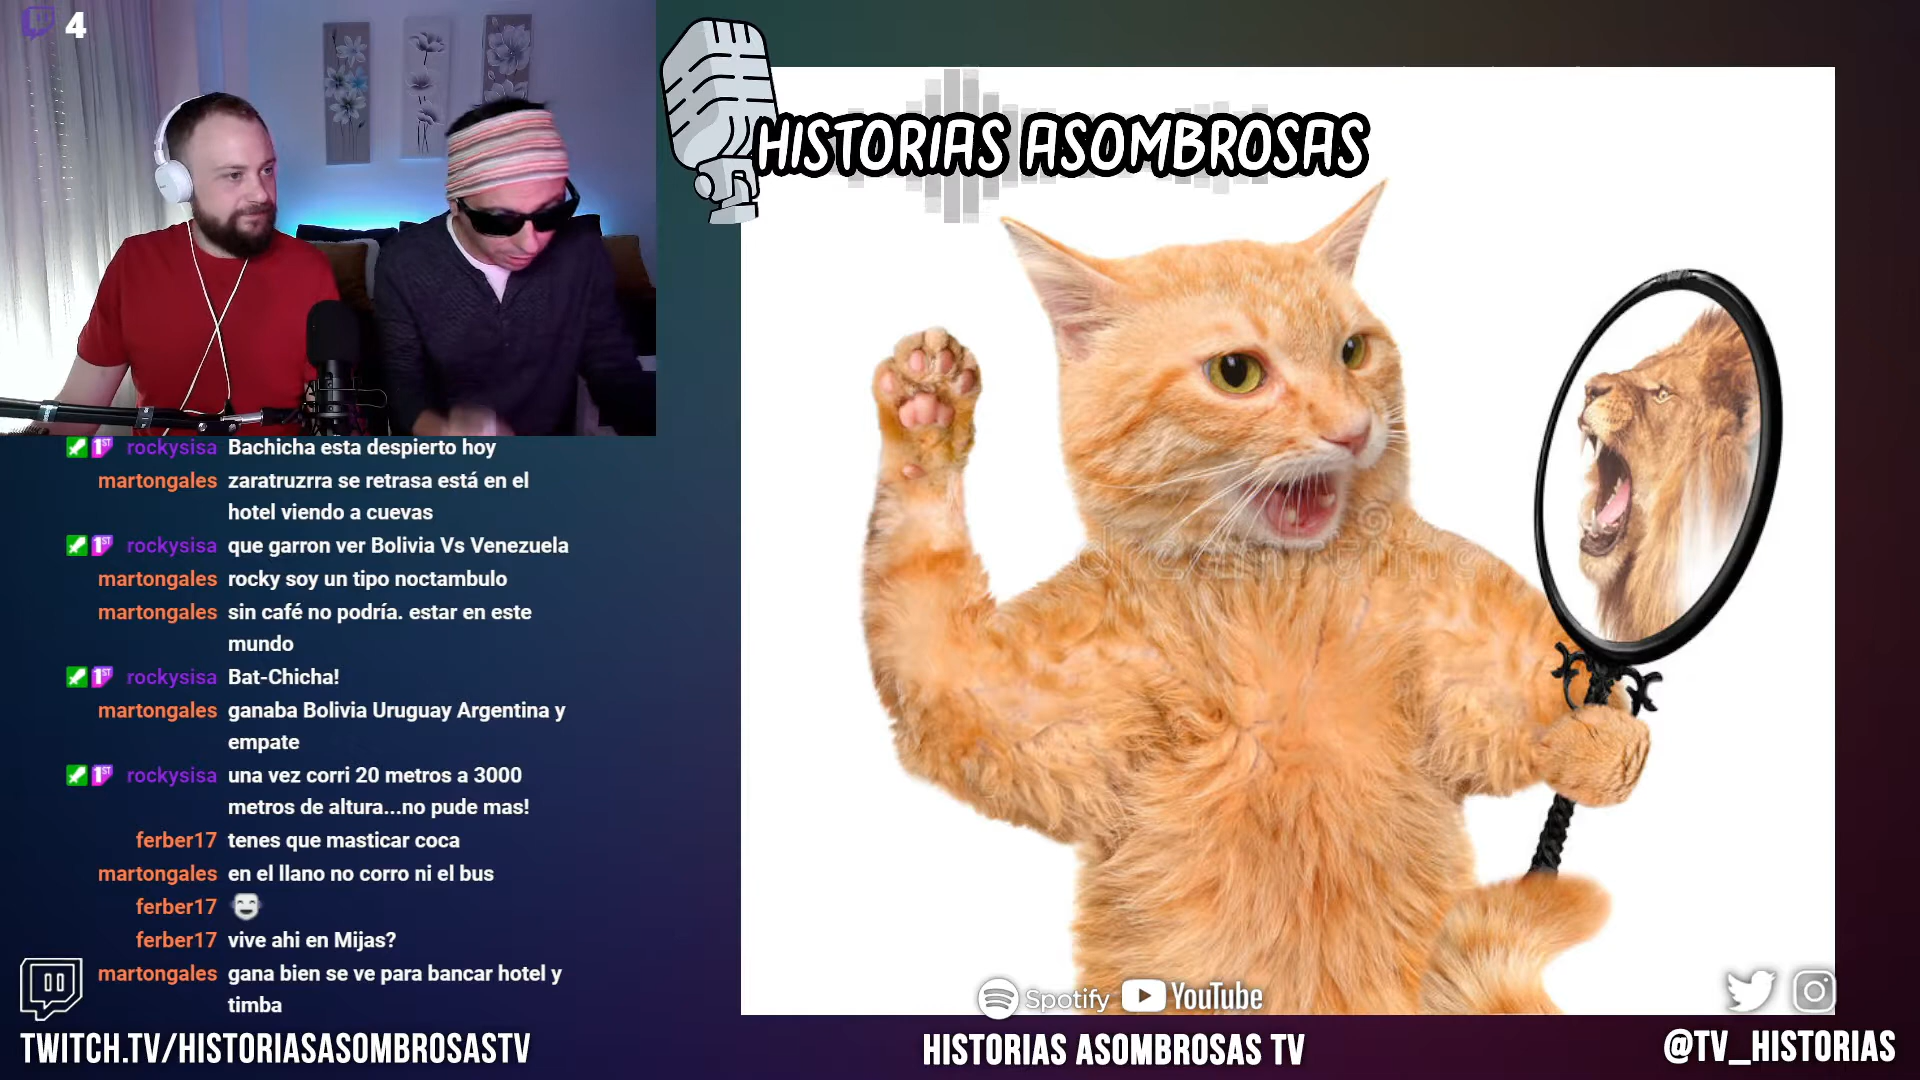 4
HISTORIAS ASOMBROSAS
rockysisa Bachicha esta despierto hoy
martongales zaratruzrra se retrasa está en el
hotel viendo a cuevas
rockysisa que garron ver Bolivia Vs Venezuela
martongales rocky soy un tipo noctambulo
martongales sin café no podría. estar en este
mundo
rockysisa Bat-Chicha!
martongales ganaba Bolivia Uruguay Argentina y
empate
rockysisa una vez corri 20 metros a 3000
metros de altura...no pude mas!
ferber17 tenes que masticar coca
martongales en el llano no corro ni el bus
ferber17
ferber17 vive ahi en Mijas?
martongales gana bien se ve para bancar hotel y
timba
dreamstime
Spotify YouTube
TWITCH.TV/HISTORIASASOMBROSASTV
HISTORIAS ASOMBROSAS TV
@TV_HISTORIAS